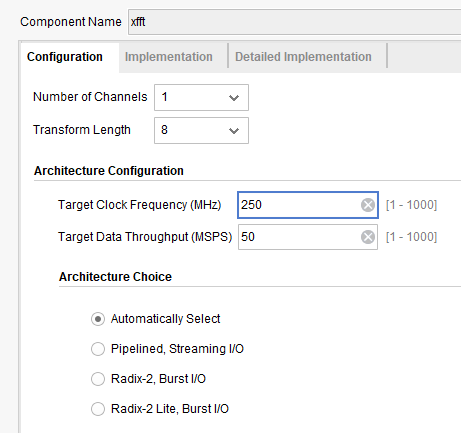 Component Name xfft
Configuration Implementation Detailed Implementation
Number of Channels 1
Transform Length 8
Architecture Configuration
Target Clock Frequency (MHz) 250 [1 - 1000]
Target Data Throughput (MSPS) 50 [1 - 1000]
Architecture Choice
Automatically Select
Pipelined, Streaming I/O
Radix-2, Burst I/O
Radix-2 Lite, Burst I/O